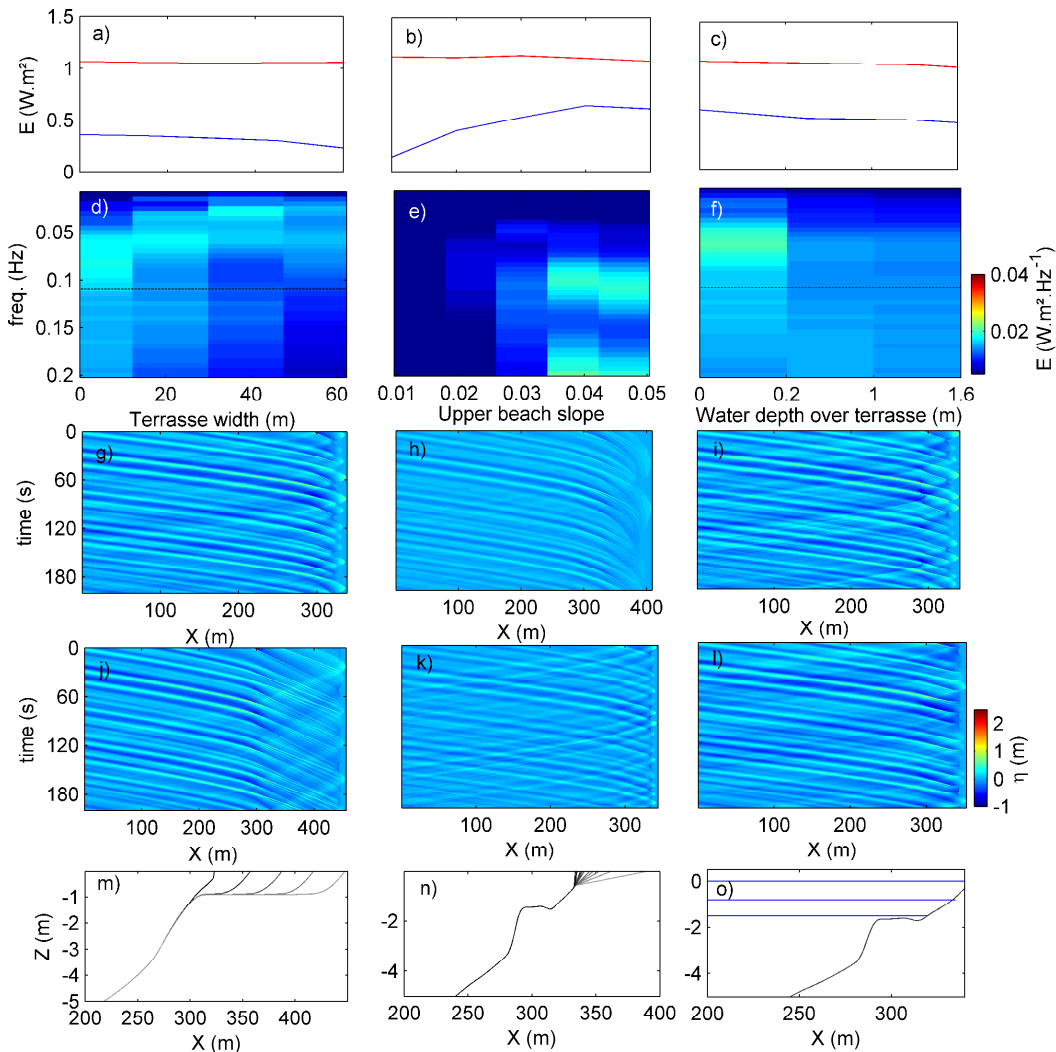 1.5
1
0.5
0
E (W.m²)
a)
b)
c)
0.05
0.1
0.15
0.2
freq. (Hz)
d)
e)
f)
0 20 40 60
Terrasse width (m)
0.01 0.02 0.03 0.04 0.05
Upper beach slope
0 0.2 1 1.6
Water depth over terrasse (m)
0.04
0.02
E (W.m².Hz⁻¹)
0
60
120
180
time (s)
g)
h)
i)
100 200 300
X (m)
100 200 300 400
X (m)
100 200 300
X (m)
0
60
120
180
time (s)
j)
k)
l)
100 200 300 400
X (m)
100 200 300
X (m)
100 200 300
X (m)
2
1
0
-1
η (m)
-1
-2
-3
-4
-5
Z (m)
m)
200 250 300 350 400
X (m)
-2
-4
n)
200 250 300 350 400
X (m)
0
-2
-4
o)
200 250 300
X (m)